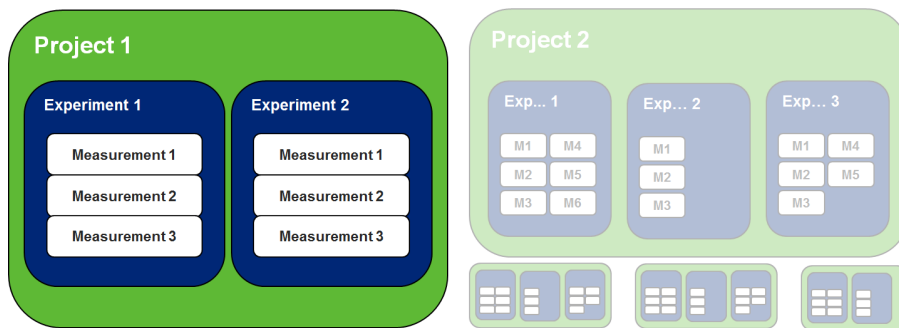 Project 1
Experiment 1
Measurement 1
Measurement 2
Measurement 3
Experiment 2
Measurement 1
Measurement 2
Measurement 3
Project 2
Exp... 1
M1 M4
M2 M5
M3 M6
Exp... 2
M1
M2
M3
Exp... 3
M1 M4
M2 M5
M3